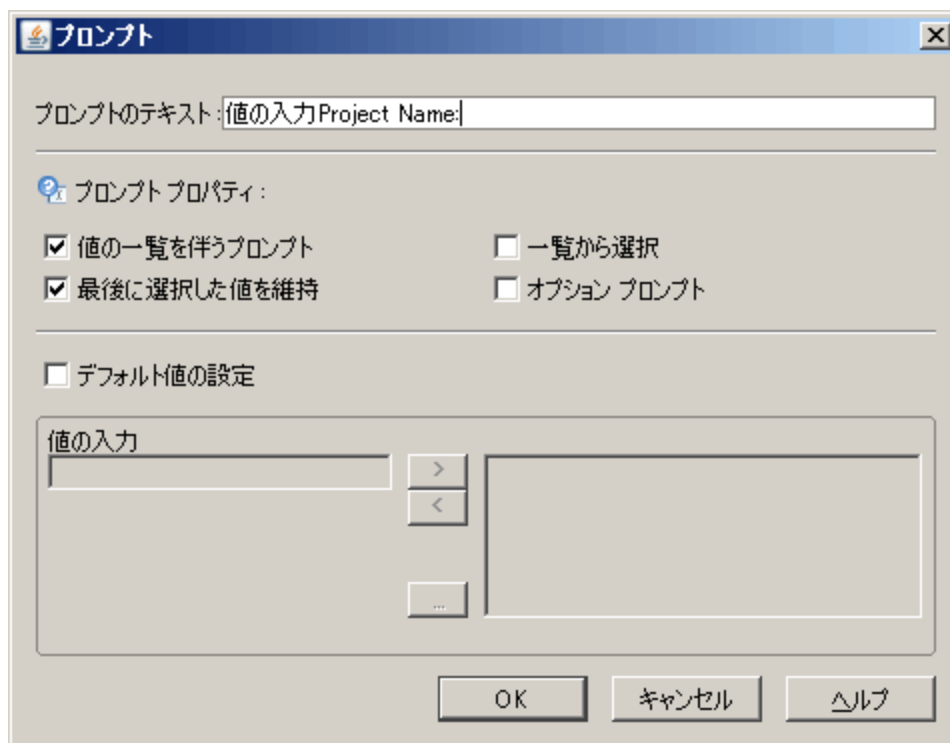 プロンプト
プロンプトのテキスト:値の入力Project Name:
プロンプト プロパティ:
値の一覧を伴うプロンプト
一覧から選択
最後に選択した値を維持
オプション プロンプト
デフォルト値の設定
値の入力
>
<
...
OK
キャンセル
ヘルプ